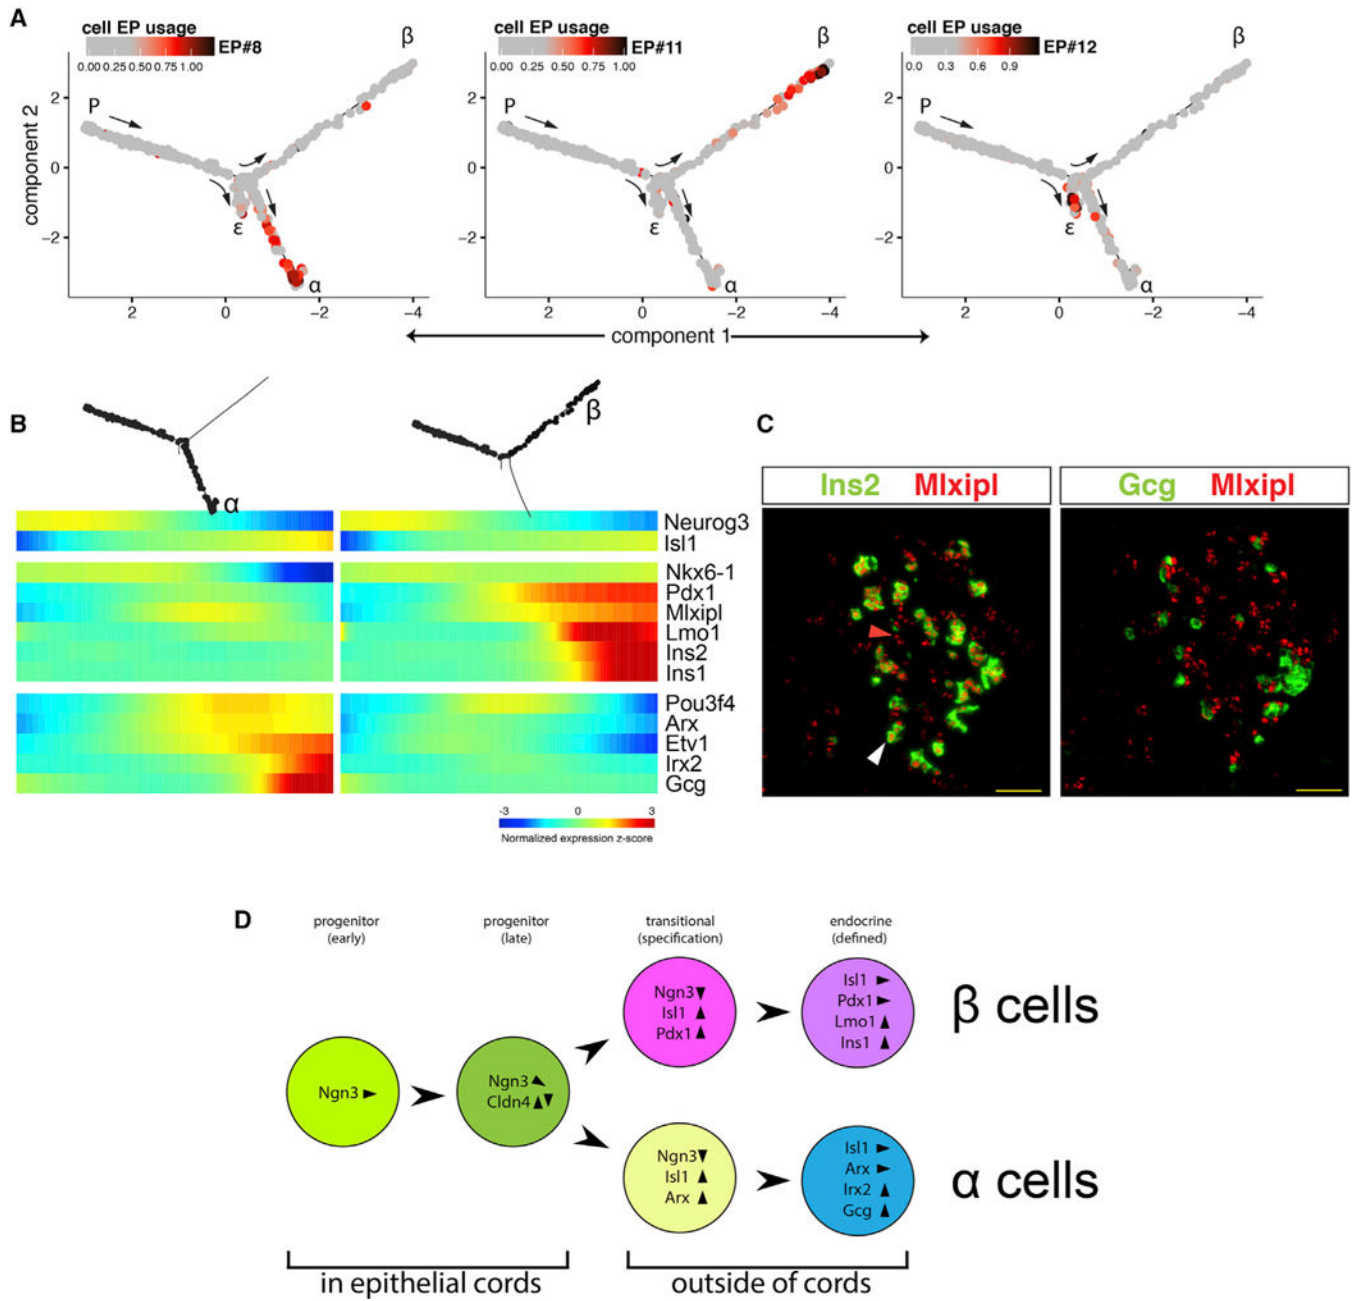 A
cell EP usage
EP#8
0.00 0.25 0.50 0.75 1.00
β
P
ε
α
component 2
2
0
−2
2 0 −2 −4
cell EP usage
EP#11
0.00 0.25 0.50 0.75 1.00
β
P
ε
α
2
0
−2
2 0 −2 −4
cell EP usage
EP#12
0.0 0.3 0.6 0.9
β
P
ε
α
2
0
−2
2 0 −2 −4
component 1
B
α
β
Neurog3
Isl1
Nkx6-1
Pdx1
Mlxipl
Lmo1
Ins2
Ins1
Pou3f4
Arx
Etv1
Irx2
Gcg
-3 0 3
Normalized expression z-score
C
Ins2 Mlxipl
Gcg Mlxipl
D
progenitor
(early)
progenitor
(late)
transitional
(specification)
endocrine
(defined)
Ngn3
Ngn3
Cldn4
Ngn3
Isl1
Pdx1
Isl1
Pdx1
Lmo1
Ins1
β cells
Ngn3
Isl1
Arx
Isl1
Arx
Irx2
Gcg
α cells
in epithelial cords
outside of cords